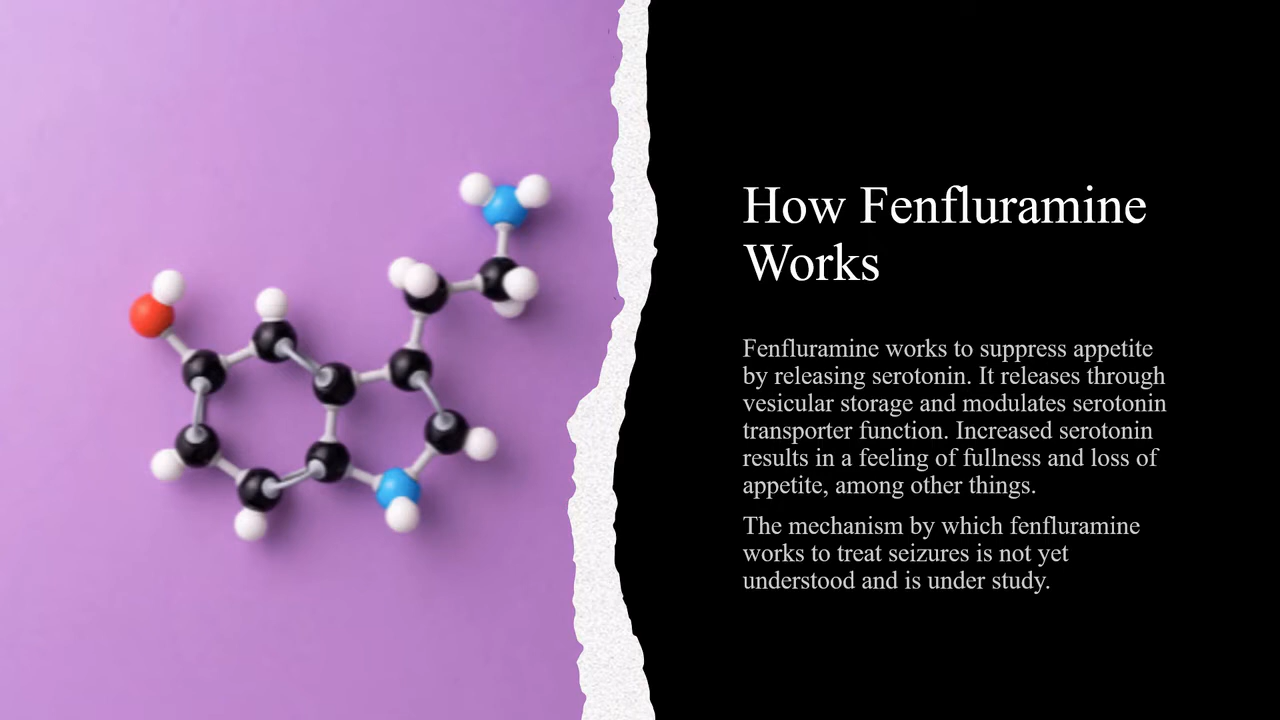 How Fenfluramine
Works
Fenfluramine works to suppress appetite
by releasing serotonin. It releases through
vesicular storage and modulates serotonin
transporter function. Increased serotonin
results in a feeling of fullness and loss of
appetite, among other things.
The mechanism by which fenfluramine
works to treat seizures is not yet
understood and is under study.